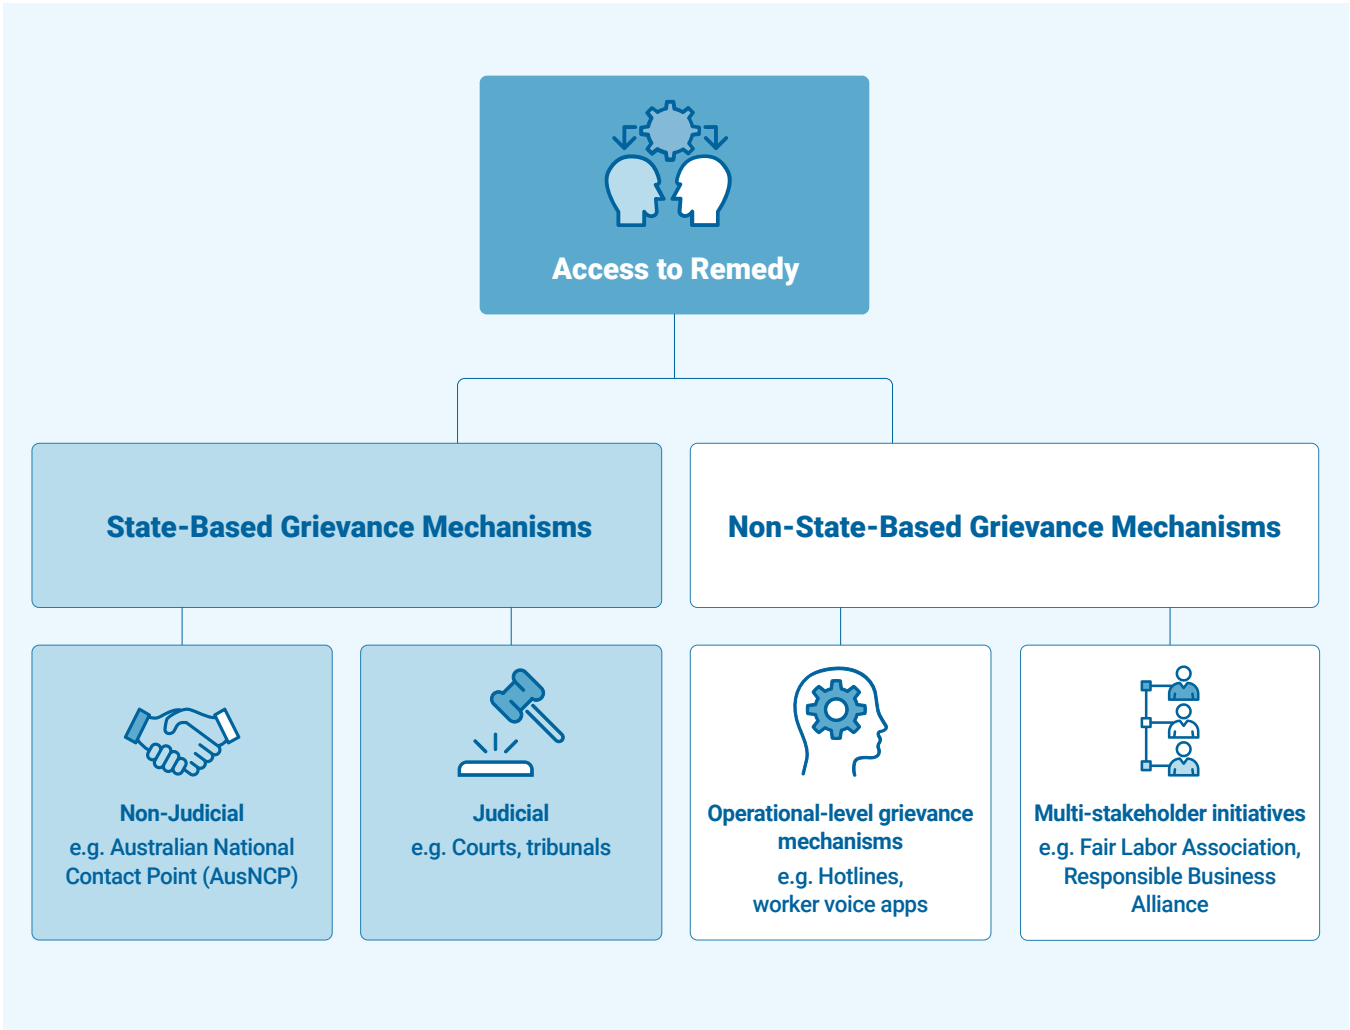 Access to Remedy
State-Based Grievance Mechanisms
Non-State-Based Grievance Mechanisms
Non-Judicial
e.g. Australian National
Contact Point (AusNCP)
Judicial
e.g. Courts, tribunals
Operational-level grievance
mechanisms
e.g. Hotlines,
worker voice apps
Multi-stakeholder initiatives
e.g. Fair Labor Association,
Responsible Business
Alliance